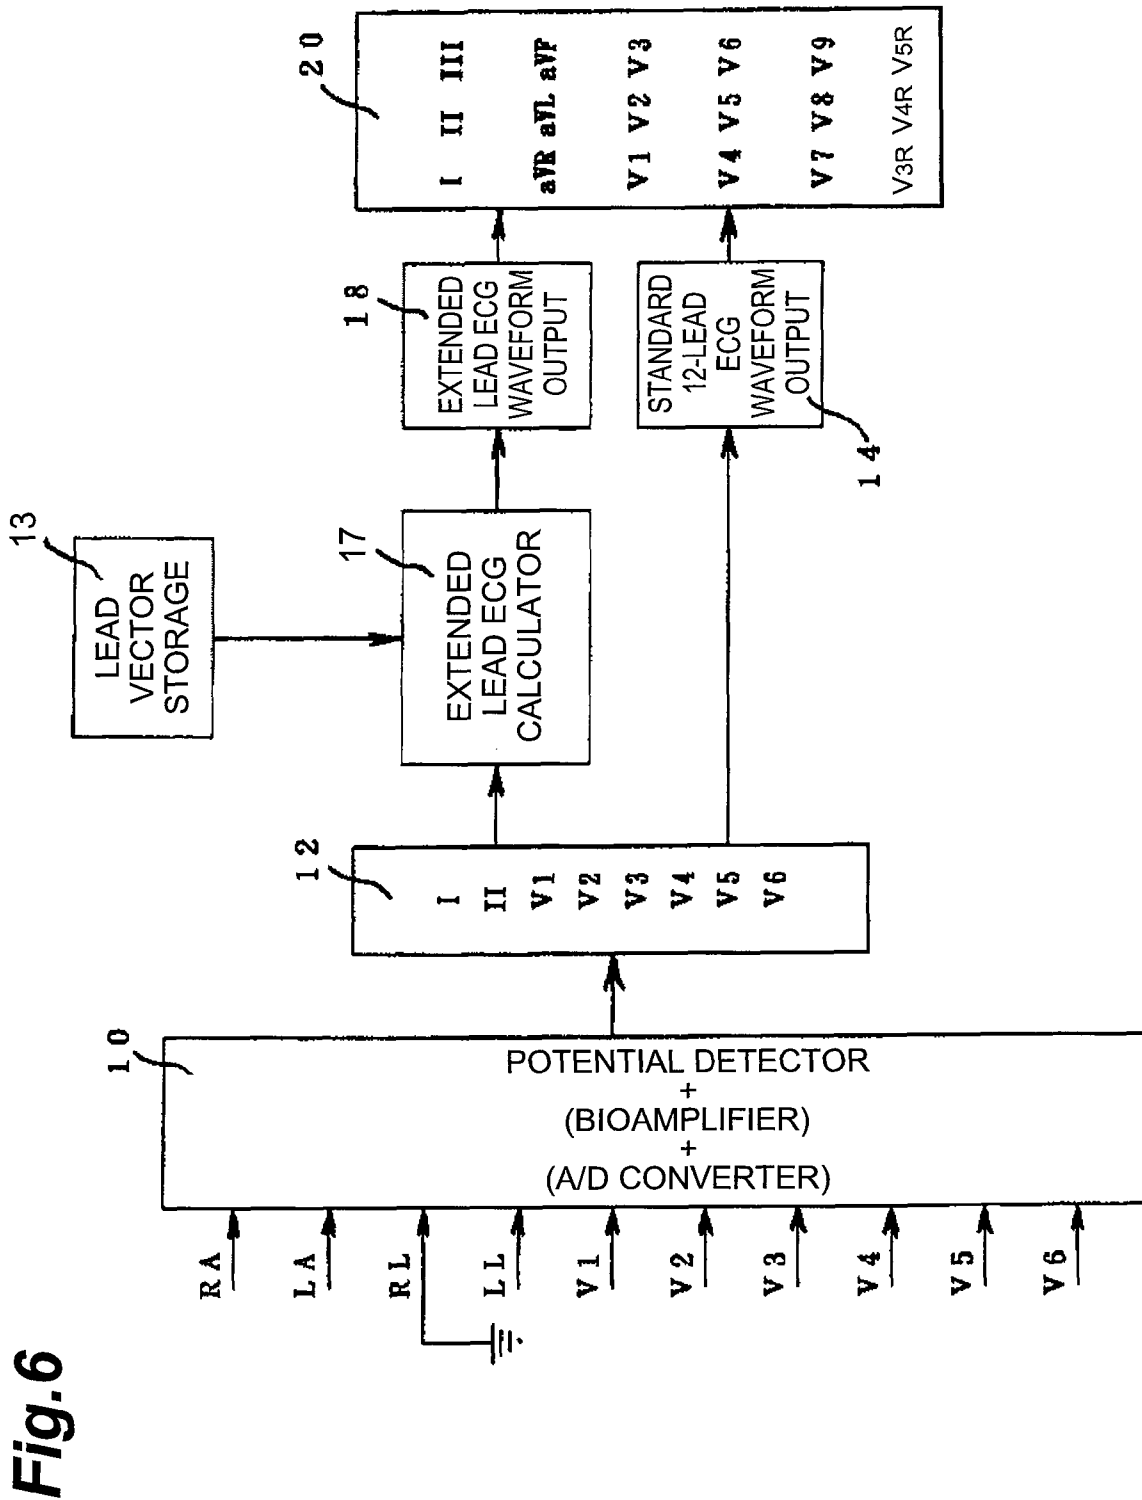 Fig.6
RA
LA
RL
LL
V1
V2
V3
V4
V5
V6
10
POTENTIAL DETECTOR
+
(BIOAMPLIFIER)
+
(A/D CONVERTER)
12
I
II
V1
V2
V3
V4
V5
V6
13
LEAD
VECTOR
STORAGE
17
EXTENDED
LEAD ECG
CALCULATOR
18
EXTENDED
LEAD ECG
WAVEFORM
OUTPUT
STANDARD
12-LEAD
ECG
WAVEFORM
OUTPUT
14
20
I II III
aVR aVL aVF
V1 V2 V3
V4 V5 V6
V7 V8 V9
V3R V4R V5R